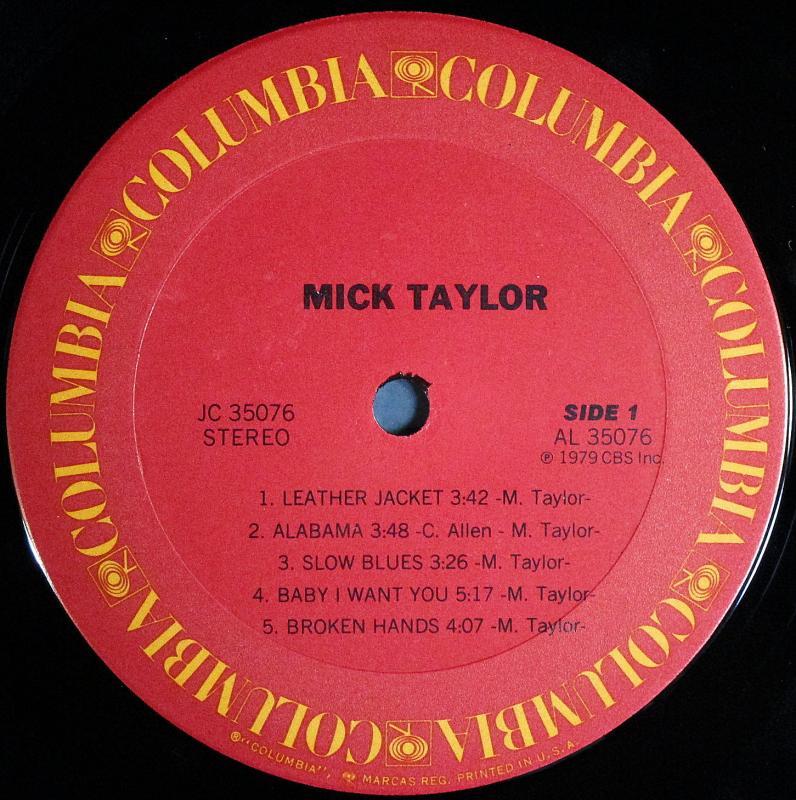 COLUMBIA COLUMBIA COLUMBIA COLUMBIA COLUMBIA COLUMBIA
MICK TAYLOR
JC 35076
STEREO
SIDE 1
AL 35076
℗ 1979 CBS Inc.
1. LEATHER JACKET 3:42 -M. Taylor-
2. ALABAMA 3:48 -C. Allen - M. Taylor-
3. SLOW BLUES 3:26 -M. Taylor-
4. BABY I WANT YOU 5:17 -M. Taylor-
5. BROKEN HANDS 4:07 -M. Taylor-
®"COLUMBIA", MARCAS REG. PRINTED IN U.S.A.